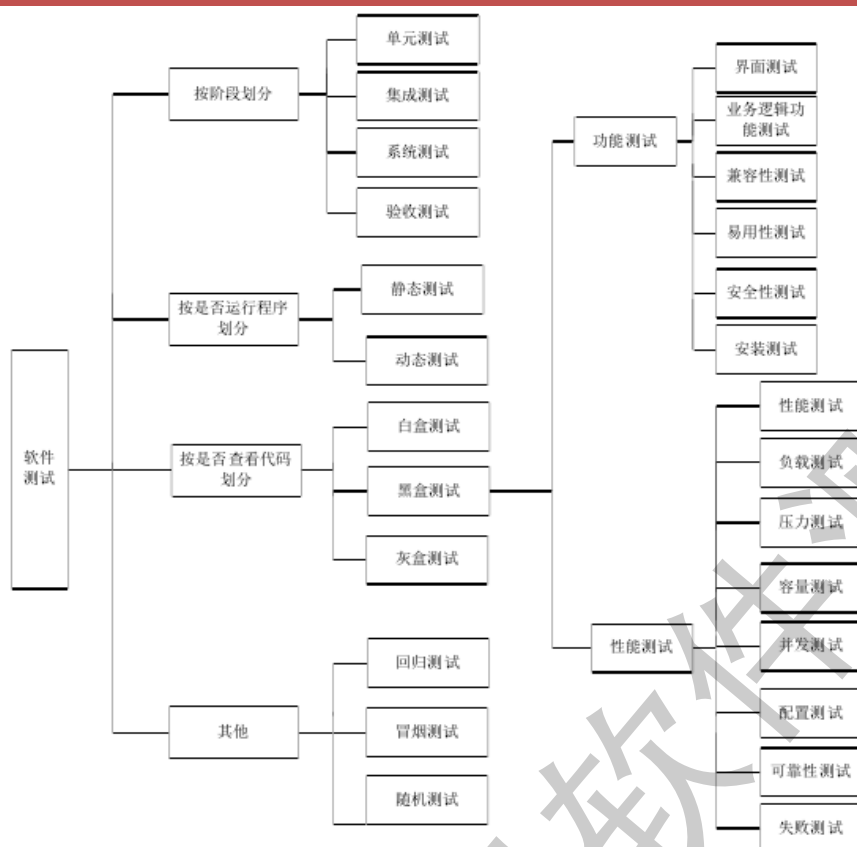 软件
测试
按阶段划分
单元测试
集成测试
系统测试
验收测试
按是否运行程序
划分
静态测试
动态测试
按是否查看代码
划分
白盒测试
黑盒测试
灰盒测试
其他
回归测试
冒烟测试
随机测试
功能测试
界面测试
业务逻辑功
能测试
兼容性测试
易用性测试
安全性测试
安装测试
性能测试
性能测试
负载测试
压力测试
容量测试
并发测试
配置测试
可靠性测试
失败测试
软件